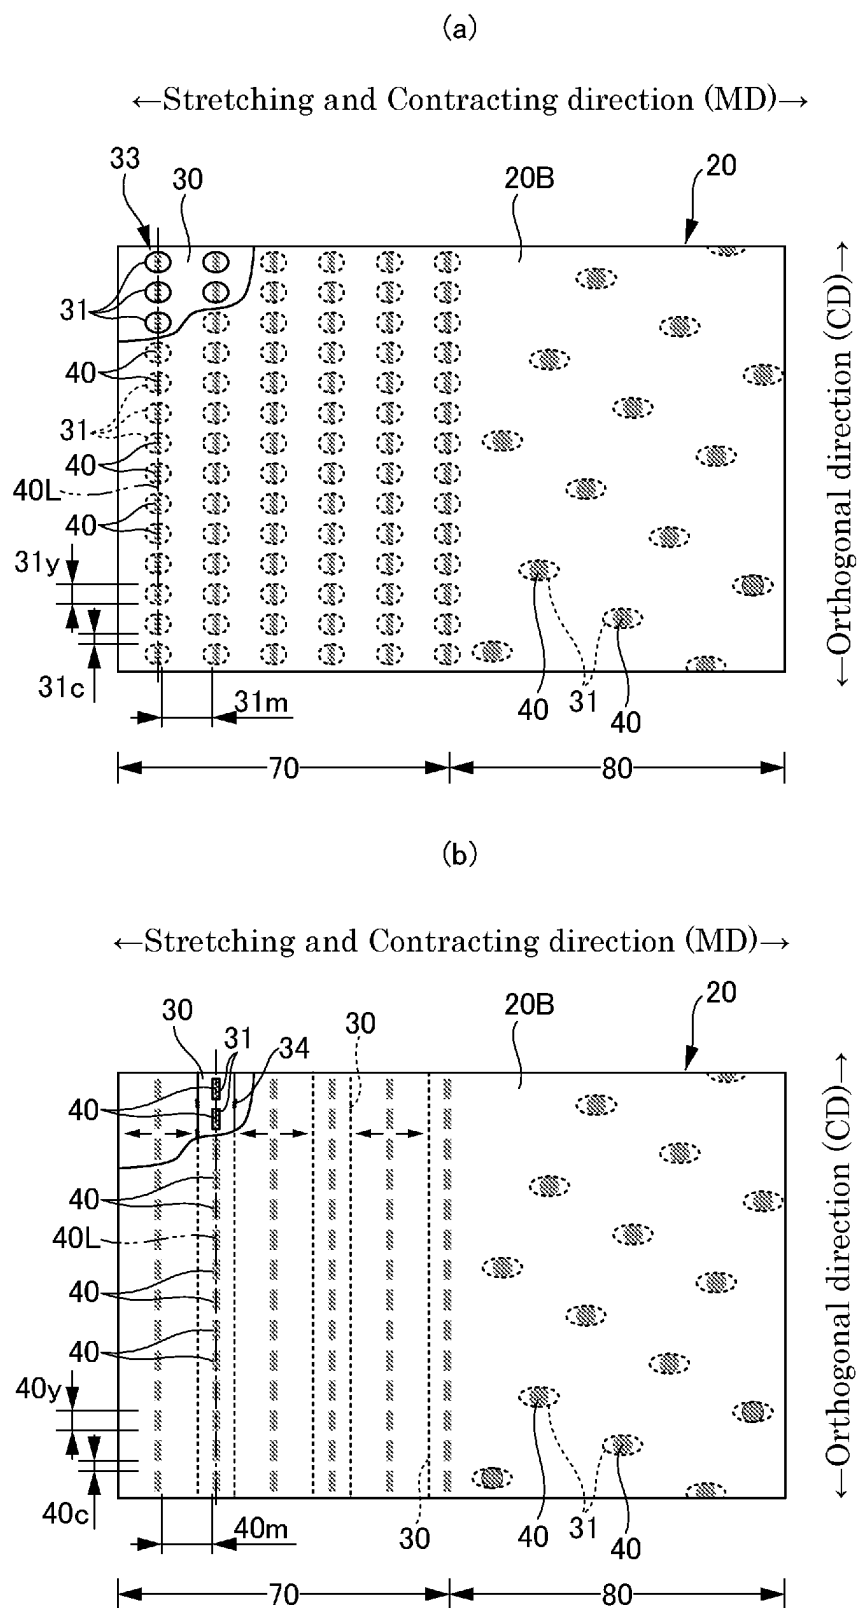 (a)
←Stretching and Contracting direction (MD)→
33
30
20B
20
31
40
31
40
40L
40
31y
31c
31m
40
31
40
70
80
←Orthogonal direction (CD)→
(b)
←Stretching and Contracting direction (MD)→
30
31
34
30
20B
20
40
40
40L
40
40
40y
40c
40m
30
40
31
40
70
80
←Orthogonal direction (CD)→